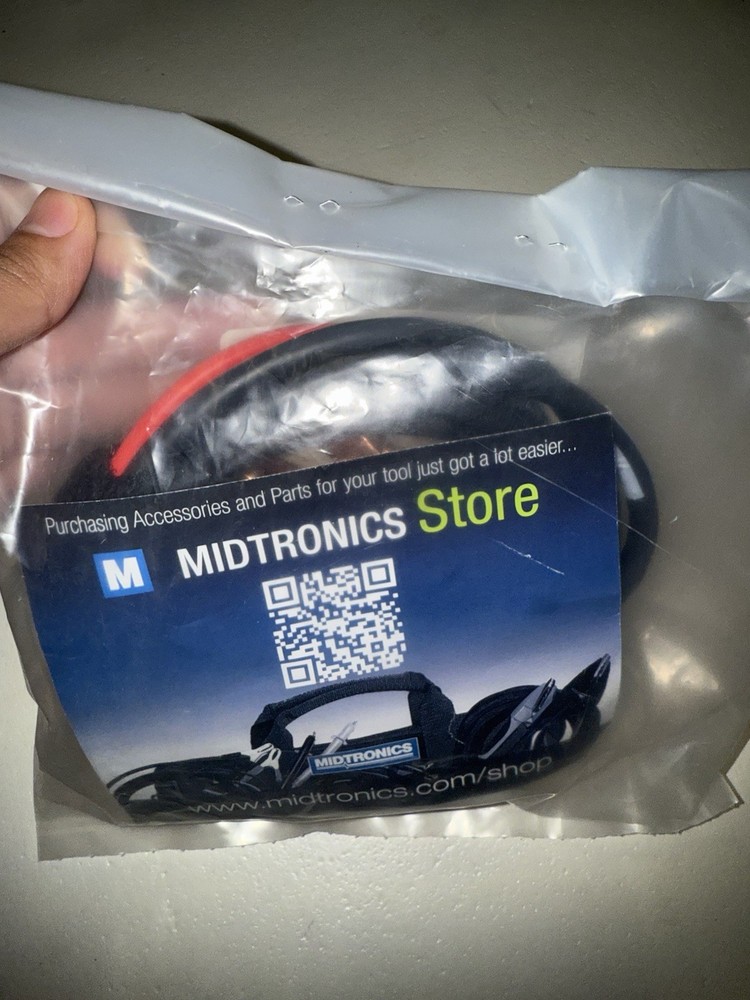 Purchasing Accessories and Parts for your tool just got a lot easier...
M MIDTRONICS Store
MIDTRONICS
www.midtronics.com/shop